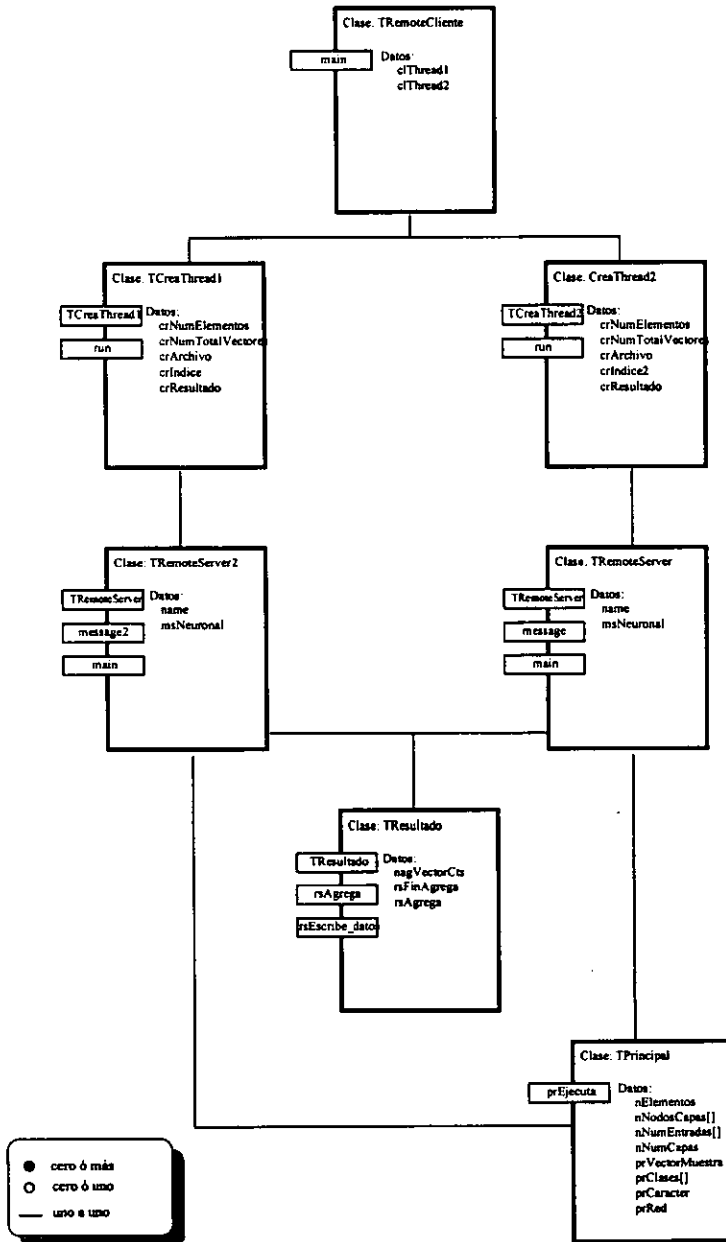 Clase: TRemoteCliente
main
Datos:
clThread1
clThread2
Clase: TCreaThread1
TCreaThread1
run
Datos:
crNumElementos
crNumTotalVectores
crArchivo
crIndice
crResultado
Clase: CreaThread2
TCreaThread2
run
Datos:
crNumElementos
crNumTotalVectores
crArchivo
crIndice2
crResultado
Clase: TRemoteServer2
TRemoteServer
message2
main
Datos:
name
msNeuronal
Clase: TRemoteServer
TRemoteServer
message
main
Datos:
name
msNeuronal
Clase: TResultado
TResultado
rsAgrega
rsEscribe_datos
Datos:
nagVectorCts
rsFinAgrega
rsAgrega
Clase: TPrincipal
prEjecuta
Datos:
nElementos
nNodosCapas[]
nNumEntradas[]
nNumCapas
prVectorMuestra
prClases[]
prCaracter
prRed
cero ó más
cero ó uno
uno a uno